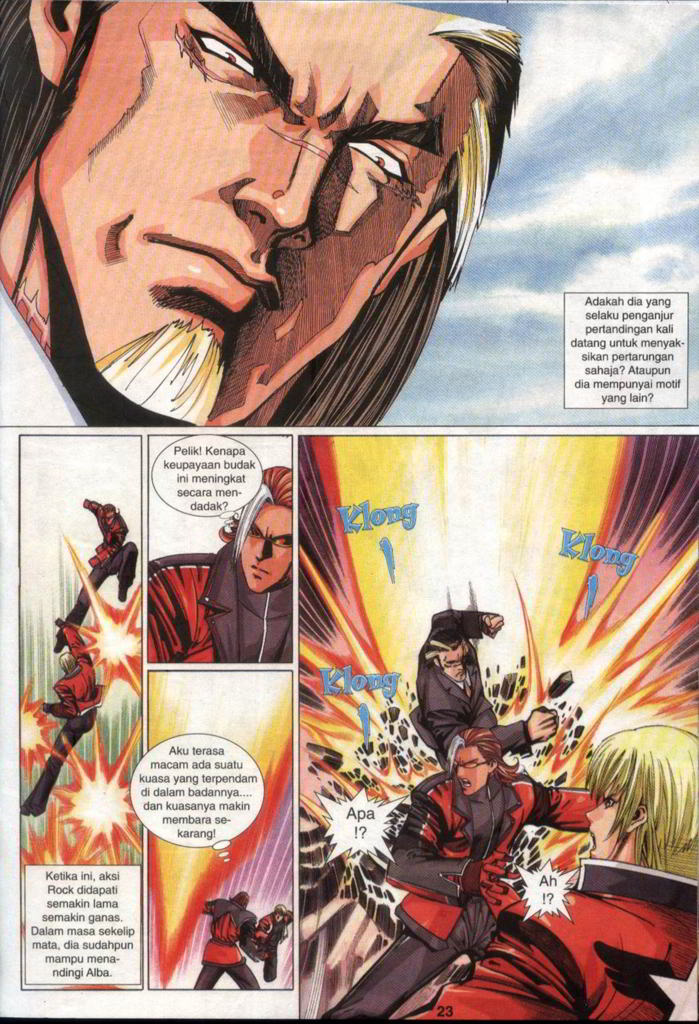 Adakah dia yang
selaku penganjur
pertandingan kali
datang untuk menyak-
sikan pertarungan
sahaja? Ataupun
dia mempunyai motif
yang lain?
Ketika ini, aksi
Rock didapati
semakin lama
semakin ganas.
Dalam masa sekelip
mata, dia sudahpun
mampu mena-
ndingi Alba.
Pelik! Kenapa
keupayaan budak
ini meningkat
secara men-
dadak?
Aku terasa
macam ada suatu
kuasa yang terpendam
di dalam badannya....
dan kuasanya makin
membara se-
karang!
Klong
!
Klong
!
Klong
!
Apa
!?
Ah
!?
23